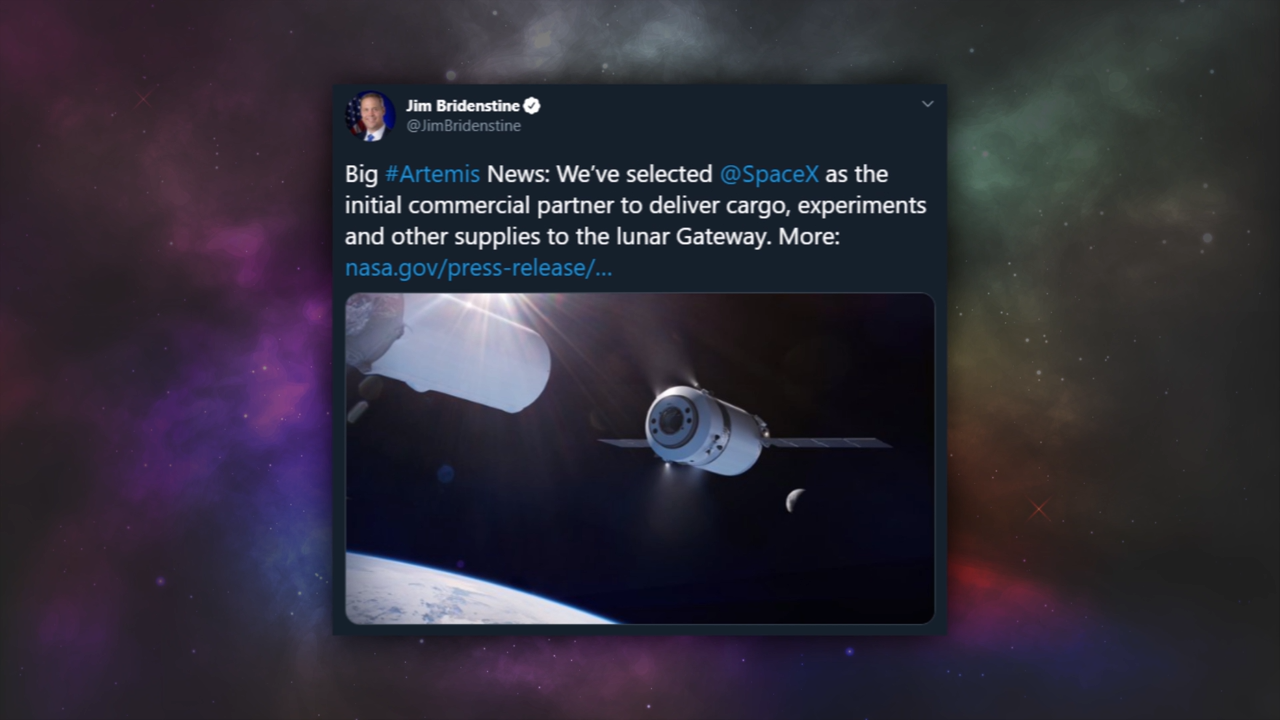 Jim Bridenstine
@JimBridenstine
Big #Artemis News: We’ve selected @SpaceX as the
initial commercial partner to deliver cargo, experiments
and other supplies to the lunar Gateway. More:
nasa.gov/press-release/...